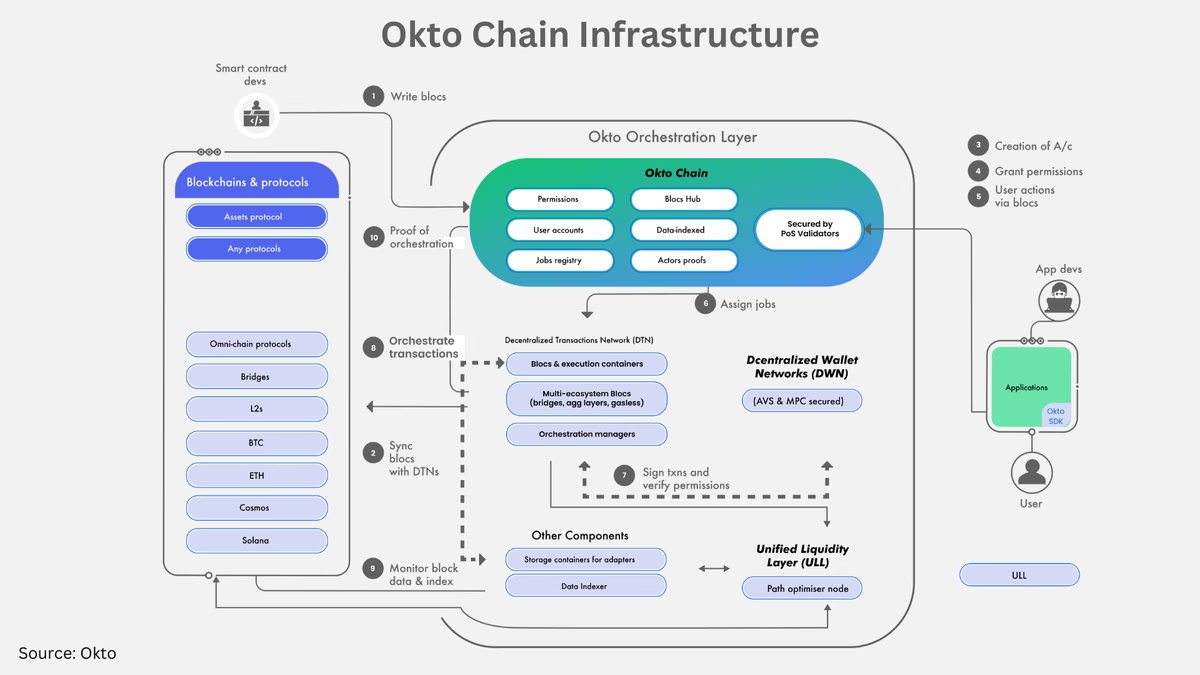 Okto Chain Infrastructure
Smart contract
devs
1
Write blocs
Okto Orchestration Layer
Blockchains & protocols
Assets protocol
Any protocols
Omni-chain protocols
Bridges
L2s
BTC
ETH
Cosmos
Solana
10
Proof of
orchestration
8
Orchestrate
transactions
2
Sync
blocs
with DTNs
9
Monitor block
data & index
Okto Chain
Permissions
Blocs Hub
User accounts
Data-indexed
Jobs registry
Actors proofs
Secured by
PoS Validators
6
Assign jobs
Decentralized Transactions Network (DTN)
Blocs & execution containers
Multi-ecosystem Blocs
(bridges, agg layers, gasless)
Orchestration managers
Dcentralized Wallet
Networks (DWN)
(AVS & MPC secured)
7
Sign txns and
verify permissions
Other Components
Storage containers for adapters
Data Indexer
Unified Liquidity
Layer (ULL)
Path optimiser node
3
Creation of A/c
4
Grant permissions
5
User actions
via blocs
App devs
</>
Applications
Okto
SDK
User
ULL
Source: Okto